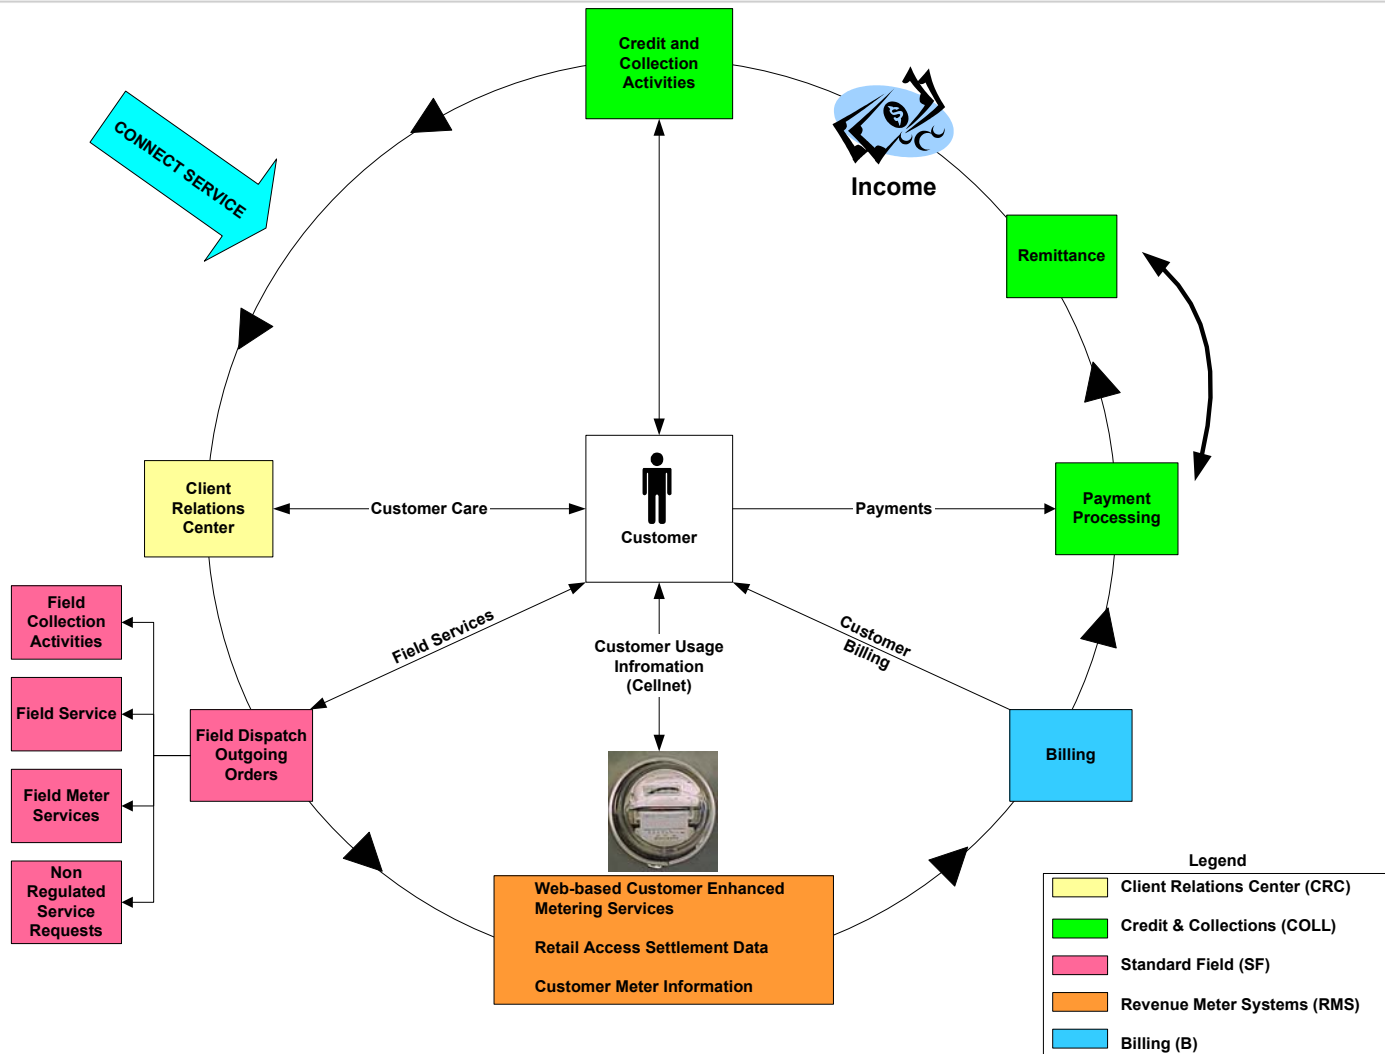 Credit and
Collection
Activities
CONNECT SERVICE
Income
Remittance
Client
Relations
Center
Customer Care
Customer
Payments
Payment
Processing
Field
Collection
Activities
Field Services
Customer Usage
Infromation
(Cellnet)
Customer
Billing
Field Service
Field Dispatch
Outgoing
Orders
Billing
Field Meter
Services
Non
Regulated
Service
Requests
Web-based Customer Enhanced
Metering Services
Retail Access Settlement Data
Customer Meter Information
Legend
Client Relations Center (CRC)
Credit & Collections (COLL)
Standard Field (SF)
Revenue Meter Systems (RMS)
Billing (B)